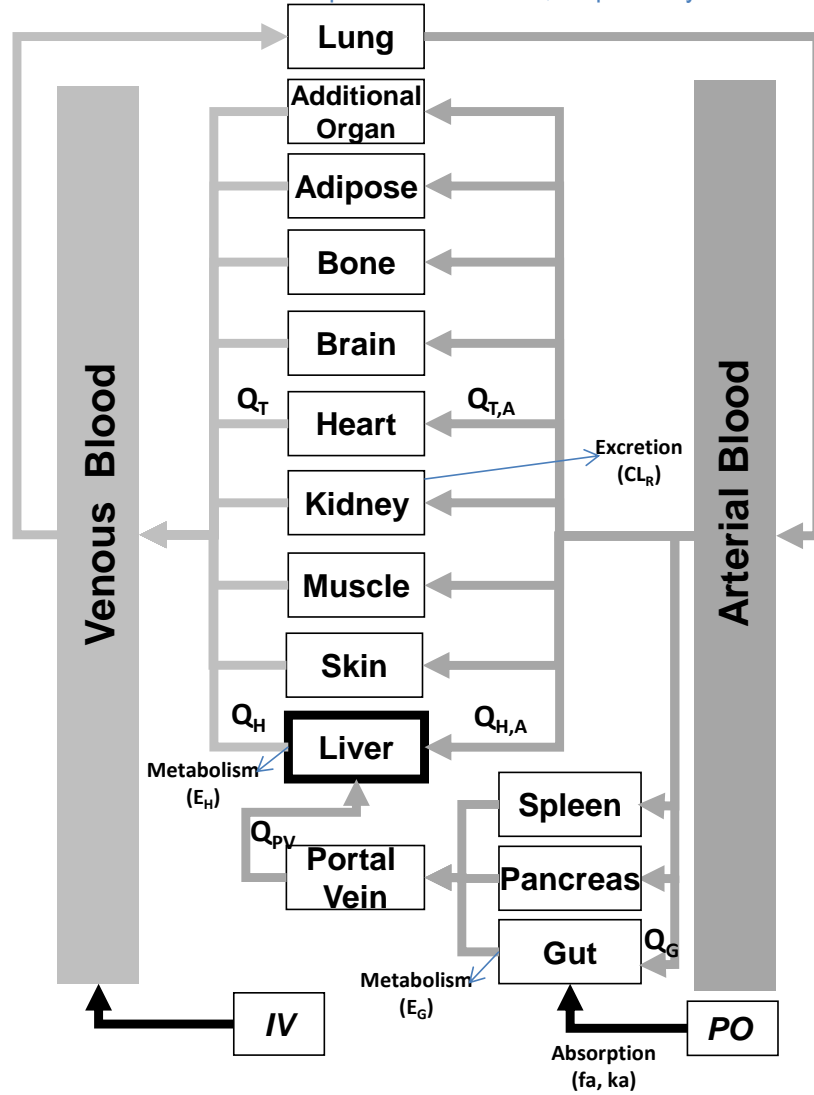 Lung
Additional
Organ
Adipose
Bone
Brain
Q_T
Heart
Q_T,A
Excretion
(CL_R)
Kidney
Muscle
Skin
Q_H
Liver
Q_H,A
Metabolism
(E_H)
Q_PV
Portal
Vein
Spleen
Pancreas
Gut
Q_G
Metabolism
(E_G)
Venous Blood
Arterial Blood
IV
PO
Absorption
(fa, ka)